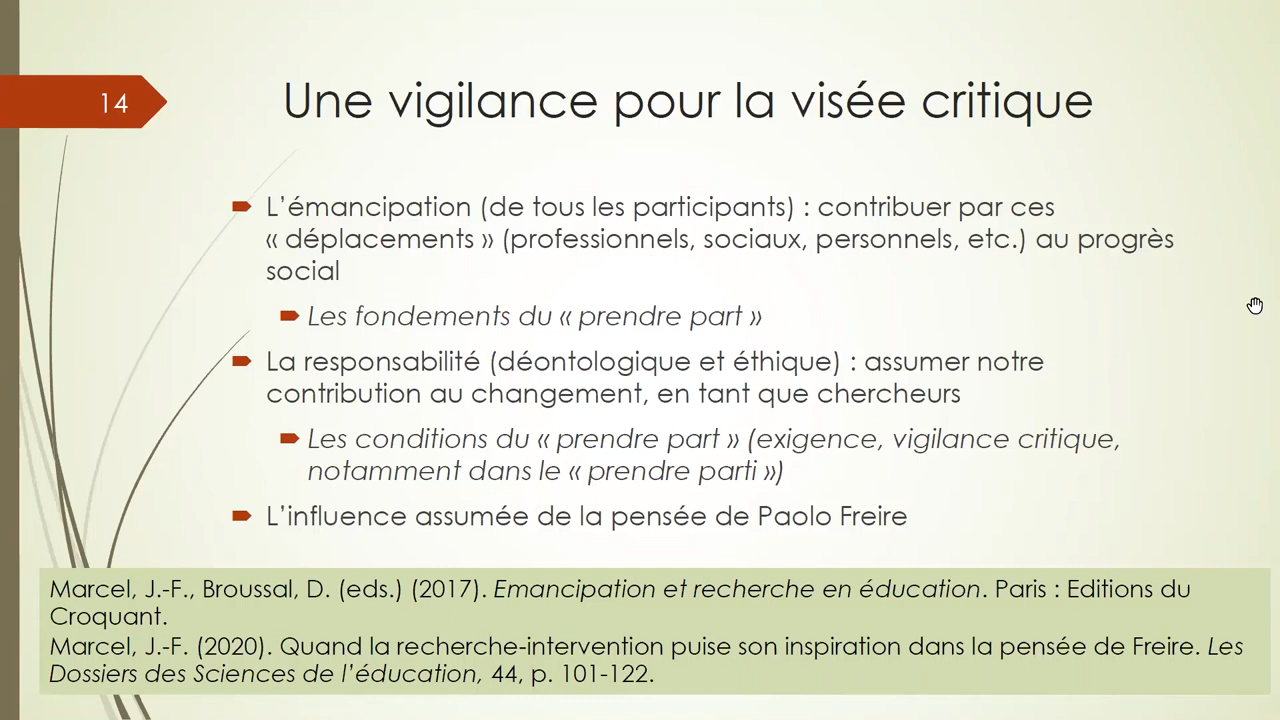 14
Une vigilance pour la visée critique
L’émancipation (de tous les participants) : contribuer par ces
« déplacements » (professionnels, sociaux, personnels, etc.) au progrès
social
Les fondements du « prendre part »
La responsabilité (déontologique et éthique) : assumer notre
contribution au changement, en tant que chercheurs
Les conditions du « prendre part » (exigence, vigilance critique,
notamment dans le « prendre parti »)
L’influence assumée de la pensée de Paolo Freire
Marcel, J.-F., Broussal, D. (eds.) (2017). Emancipation et recherche en éducation. Paris : Editions du
Croquant.
Marcel, J.-F. (2020). Quand la recherche-intervention puise son inspiration dans la pensée de Freire. Les
Dossiers des Sciences de l’éducation, 44, p. 101-122.